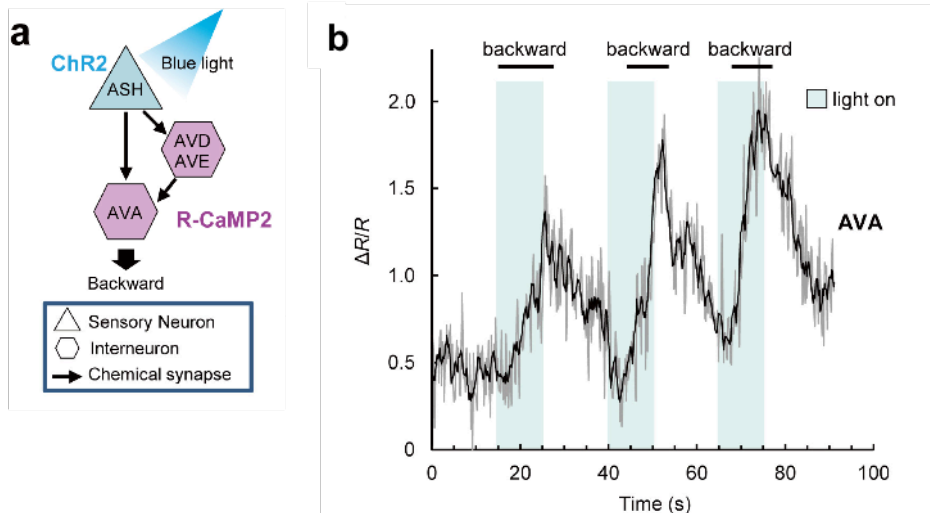 a
ChR2
Blue light
ASH
AVD
AVE
AVA
R-CaMP2
Backward
Sensory Neuron
Interneuron
Chemical synapse
b
backward backward backward
2.0
light on
1.5
AVA
ΔR/R
1.0
0.5
0
0 20 40 60 80 100
Time (s)